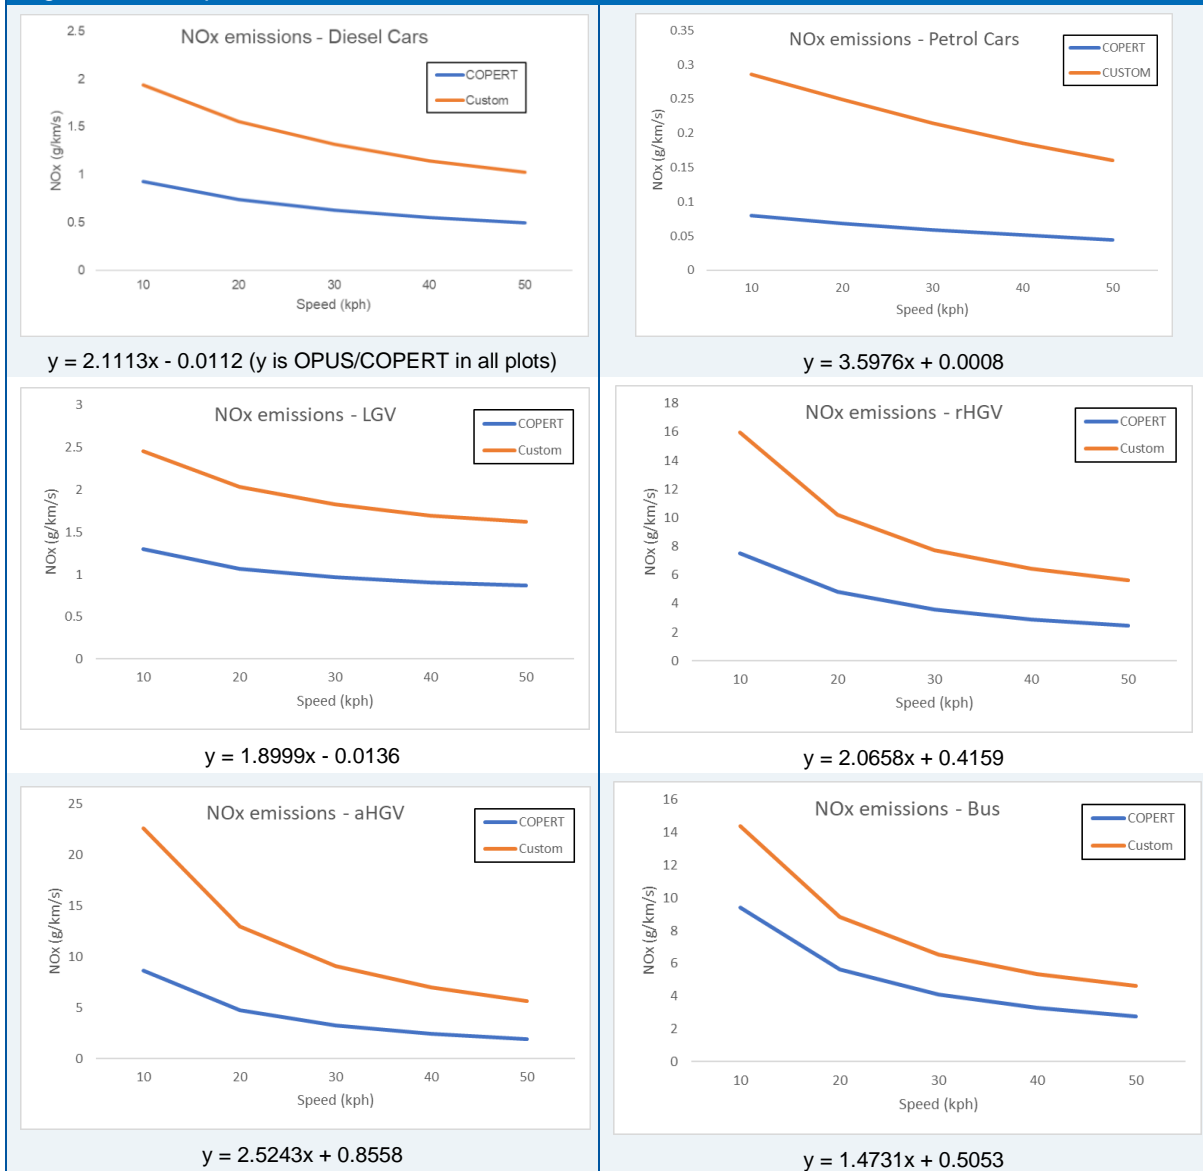 NOx emissions - Diesel Cars
2.5
2
1.5
1
0.5
0
NOx (g/km/s)
COPERT
Custom
10 20 30 40 50
Speed (kph)
y = 2.1113x - 0.0112 (y is OPUS/COPERT in all plots)
NOx emissions - Petrol Cars
0.35
0.3
0.25
0.2
0.15
0.1
0.05
0
NOx (g/km/s)
COPERT
CUSTOM
10 20 30 40 50
Speed (kph)
y = 3.5976x + 0.0008
NOx emissions - LGV
3
2.5
2
1.5
1
0.5
0
NOx (g/km/s)
COPERT
Custom
10 20 30 40 50
Speed (kph)
y = 1.8999x - 0.0136
NOx emissions - rHGV
18
16
14
12
10
8
6
4
2
0
NOx (g/km/s)
COPERT
Custom
10 20 30 40 50
Speed (kph)
y = 2.0658x + 0.4159
NOx emissions - aHGV
25
20
15
10
5
0
NOx (g/km/s)
COPERT
Custom
10 20 30 40 50
Speed (kph)
y = 2.5243x + 0.8558
NOx emissions - Bus
16
14
12
10
8
6
4
2
0
NOx (g/km/s)
COPERT
Custom
10 20 30 40 50
Speed (kph)
y = 1.4731x + 0.5053